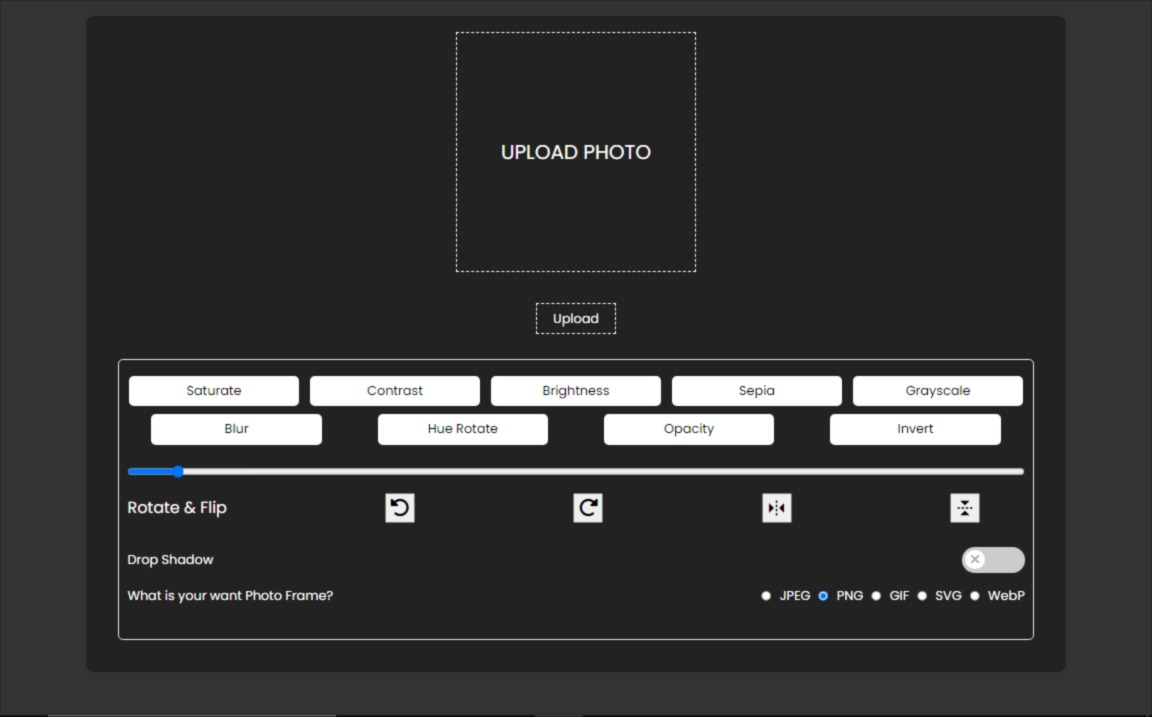 UPLOAD PHOTO
Upload
Saturate Contrast Brightness Sepia Grayscale
Blur Hue Rotate Opacity Invert
Rotate & Flip
Drop Shadow
What is your want Photo Frame? JPEG PNG GIF SVG WebP